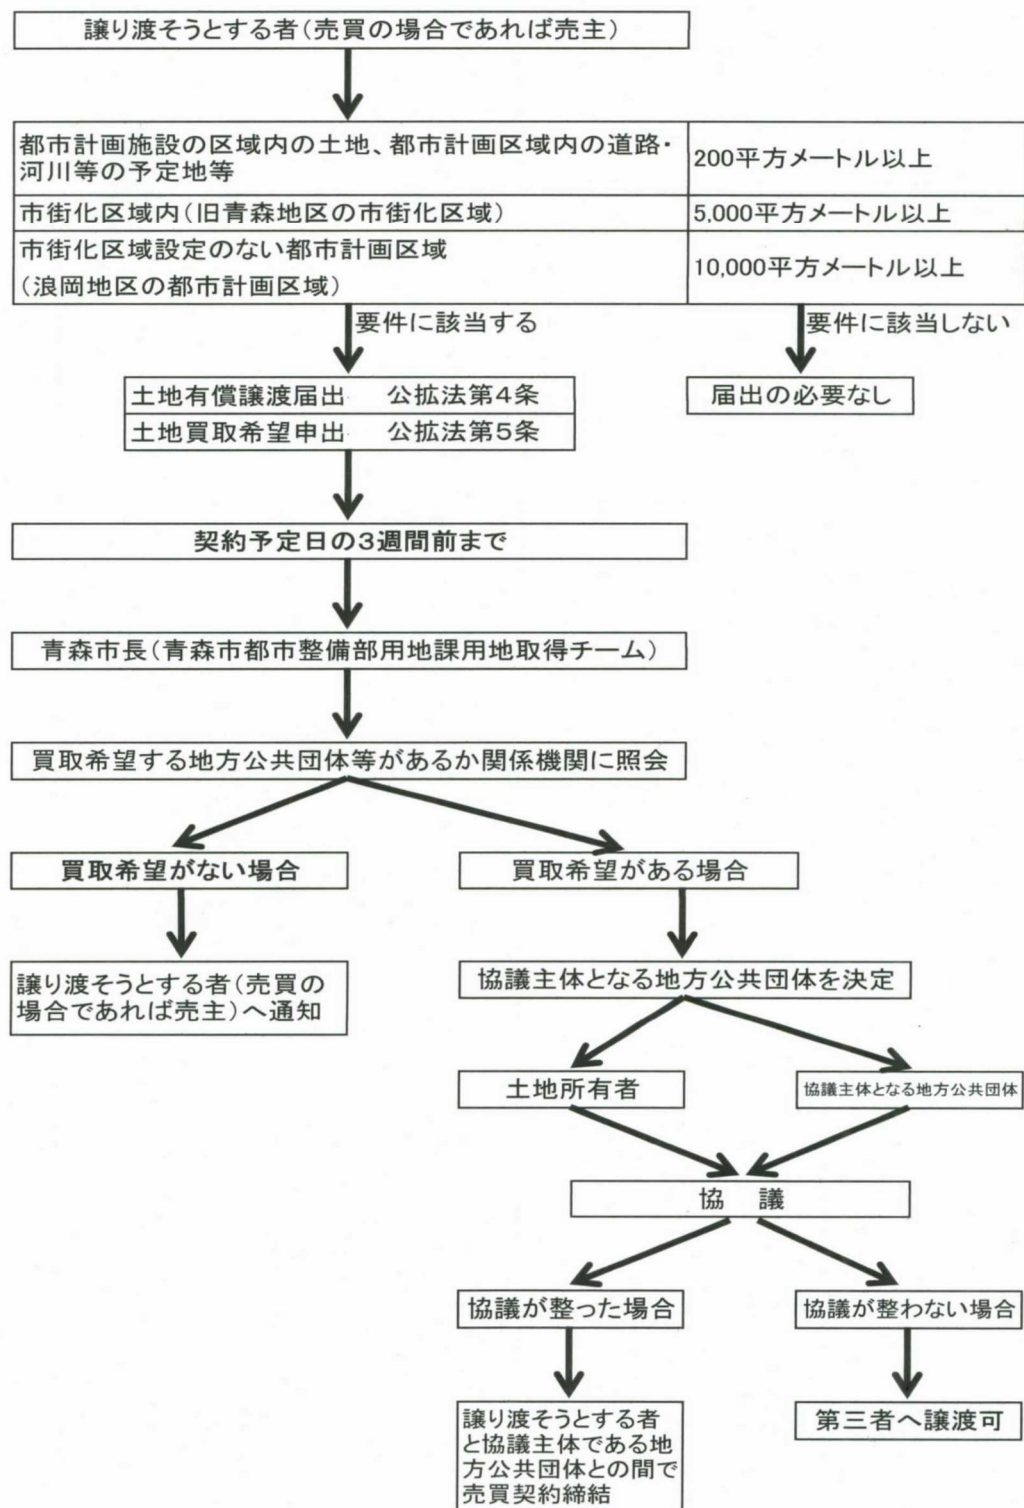 譲り渡そうとする者(売買の場合であれば売主)
都市計画施設の区域内の土地、都市計画区域内の道路・
河川等の予定地等
200平方メートル以上
市街化区域内(旧青森地区の市街化区域)
5,000平方メートル以上
市街化区域設定のない都市計画区域
(浪岡地区の都市計画区域)
10,000平方メートル以上
要件に該当する
要件に該当しない
土地有償譲渡届出 公拡法第4条
土地買取希望申出 公拡法第5条
届出の必要なし
契約予定日の3週間前まで
青森市長(青森市都市整備部用地課用地取得チーム)
買取希望する地方公共団体等があるか関係機関に照会
買取希望がない場合
買取希望がある場合
譲り渡そうとする者(売買の
場合であれば売主)へ通知
協議主体となる地方公共団体を決定
土地所有者
協議主体となる地方公共団体
協 議
協議が整った場合
協議が整わない場合
譲り渡そうとする者
と協議主体である地
方公共団体との間で
売買契約締結
第三者へ譲渡可